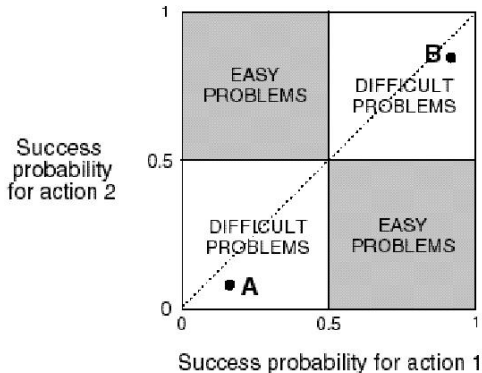 1
EASY
PROBLEMS
B
DIFFICULT
PROBLEMS
Success
probability
for action 2
0.5
DIFFICULT
PROBLEMS
EASY
PROBLEMS
A
0
0
0.5
1
Success probability for action 1